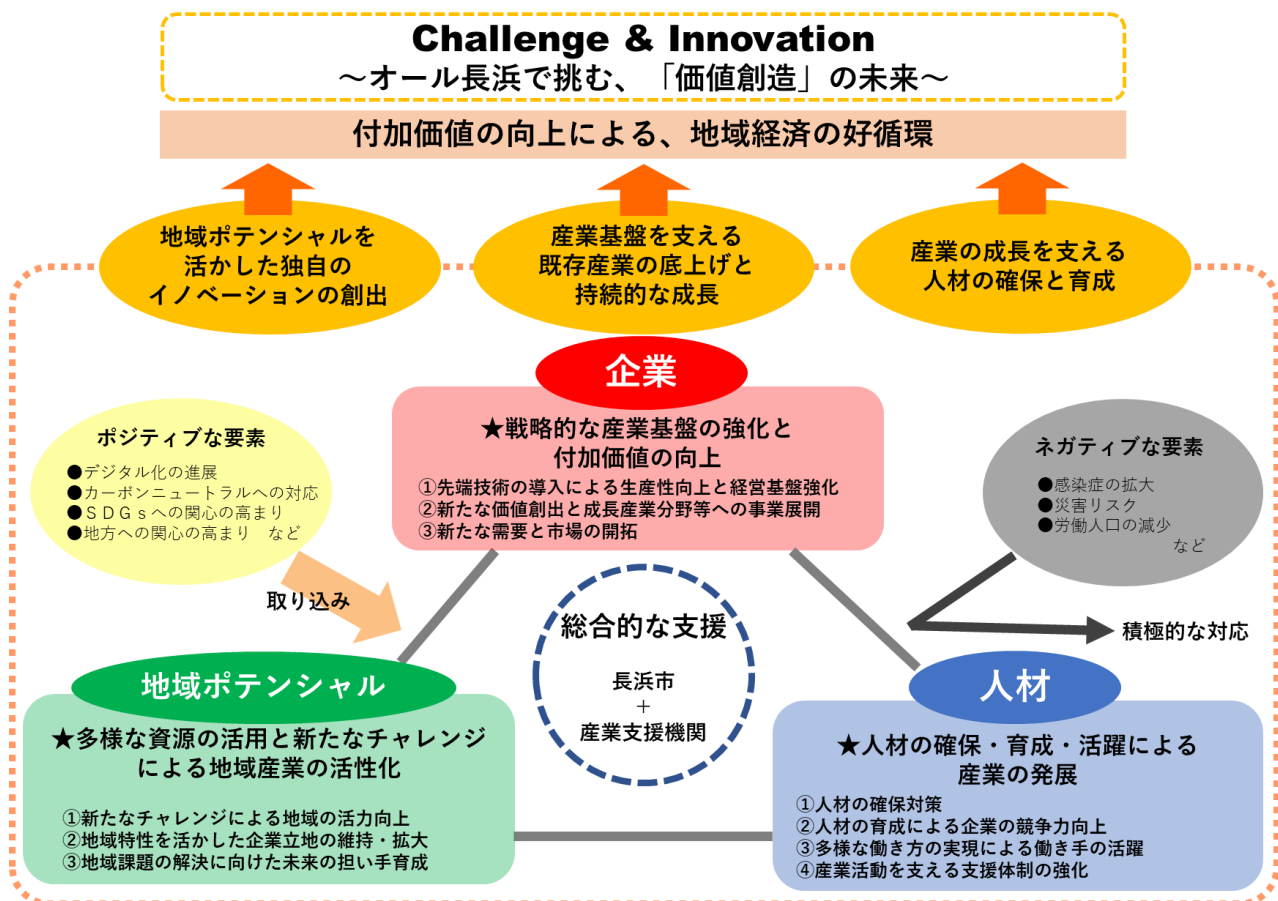 Challenge & Innovation
～オール長浜で挑む、「価値創造」の未来～
付加価値の向上による、地域経済の好循環
地域ポテンシャルを
活かした独自の
イノベーションの創出
産業基盤を支える
既存産業の底上げと
持続的な成長
産業の成長を支える
人材の確保と育成
企業
★戦略的な産業基盤の強化と
付加価値の向上
①先端技術の導入による生産性向上と経営基盤強化
②新たな価値創出と成長産業分野等への事業展開
③新たな需要と市場の開拓
ポジティブな要素
●デジタル化の進展
●カーボンニュートラルへの対応
●ＳＤＧｓへの関心の高まり
●地方への関心の高まり　など
取り込み
ネガティブな要素
●感染症の拡大
●災害リスク
●労働人口の減少
など
積極的な対応
総合的な支援
長浜市
+
産業支援機関
地域ポテンシャル
★多様な資源の活用と新たなチャレンジ
による地域産業の活性化
①新たなチャレンジによる地域の活力向上
②地域特性を活かした企業立地の維持・拡大
③地域課題の解決に向けた未来の担い手育成
人材
★人材の確保・育成・活躍による
産業の発展
①人材の確保対策
②人材の育成による企業の競争力向上
③多様な働き方の実現による働き手の活躍
④産業活動を支える支援体制の強化